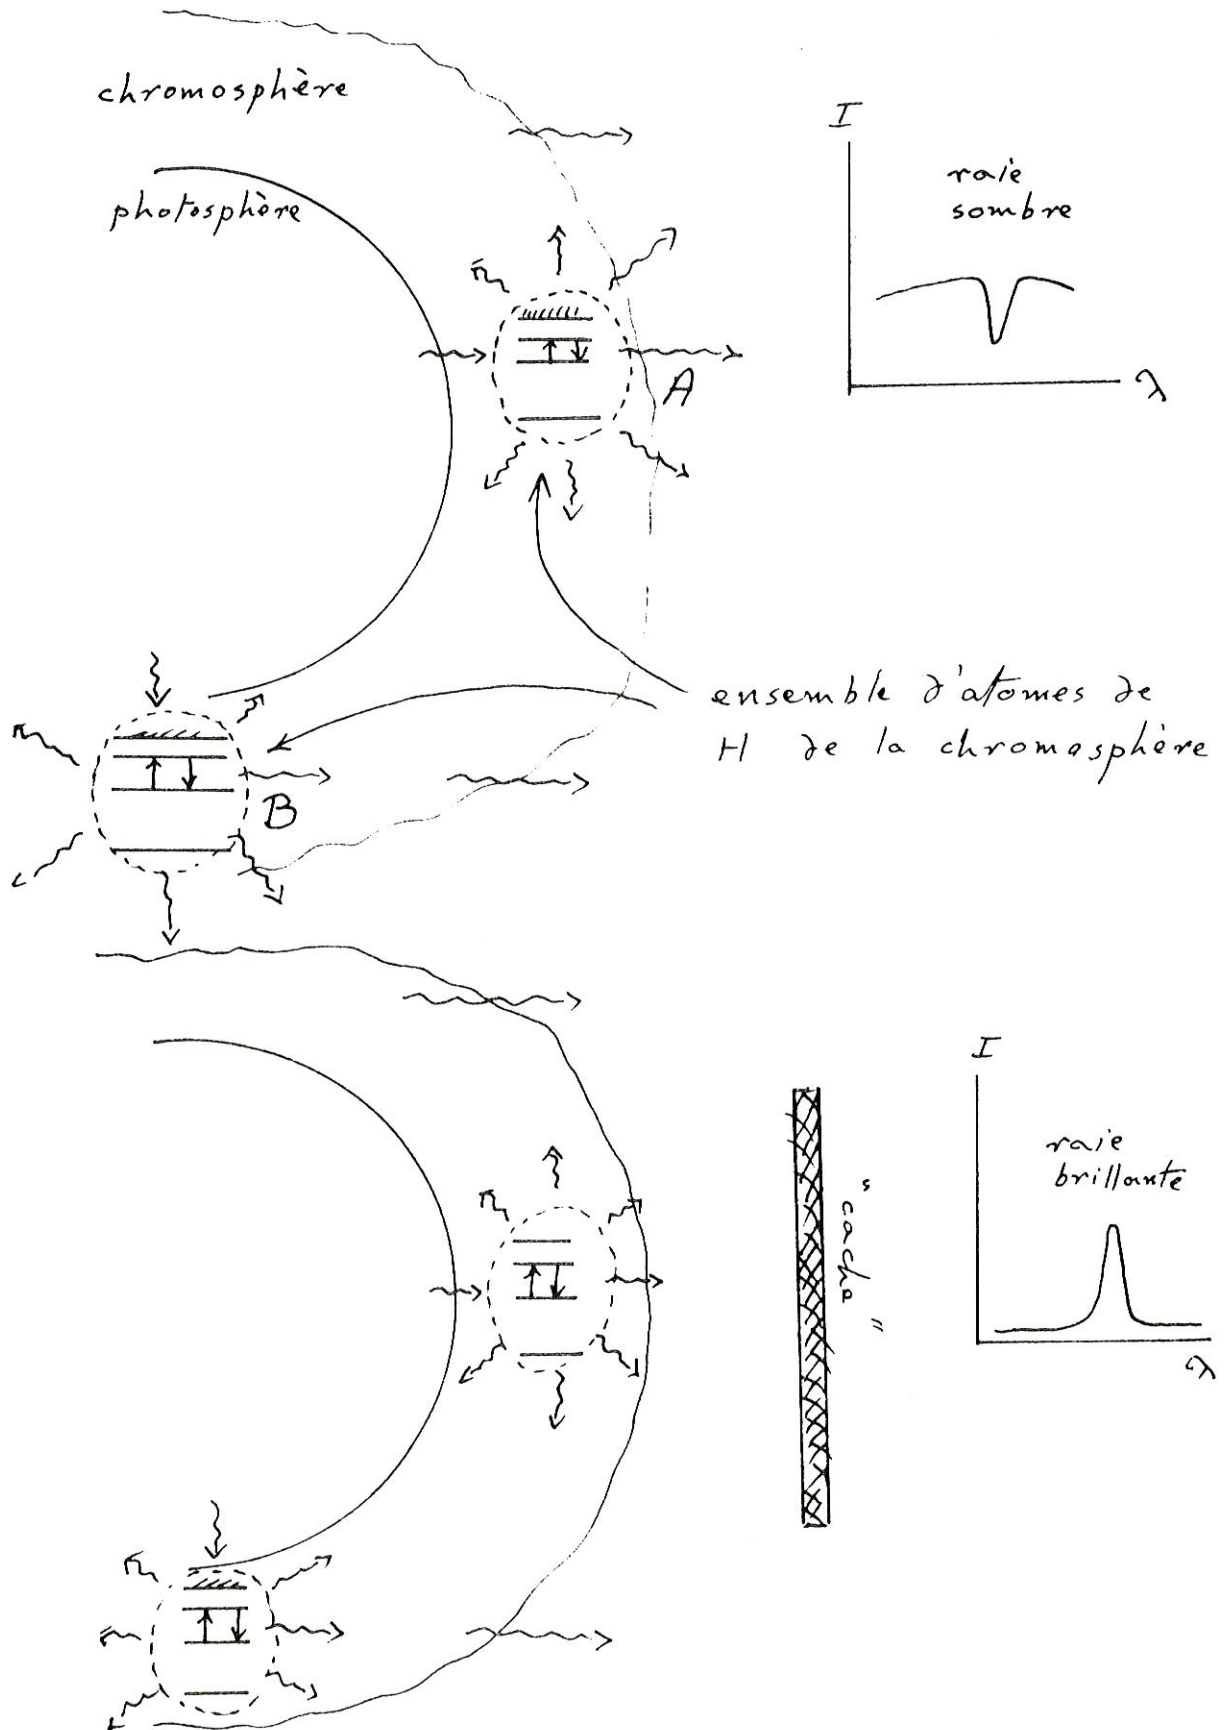 chromosphère
photosphère
I
raie
sombre
λ
A
ensemble d'atomes de
H de la chromosphère
B
I
raie
brillante
"cache"
λ